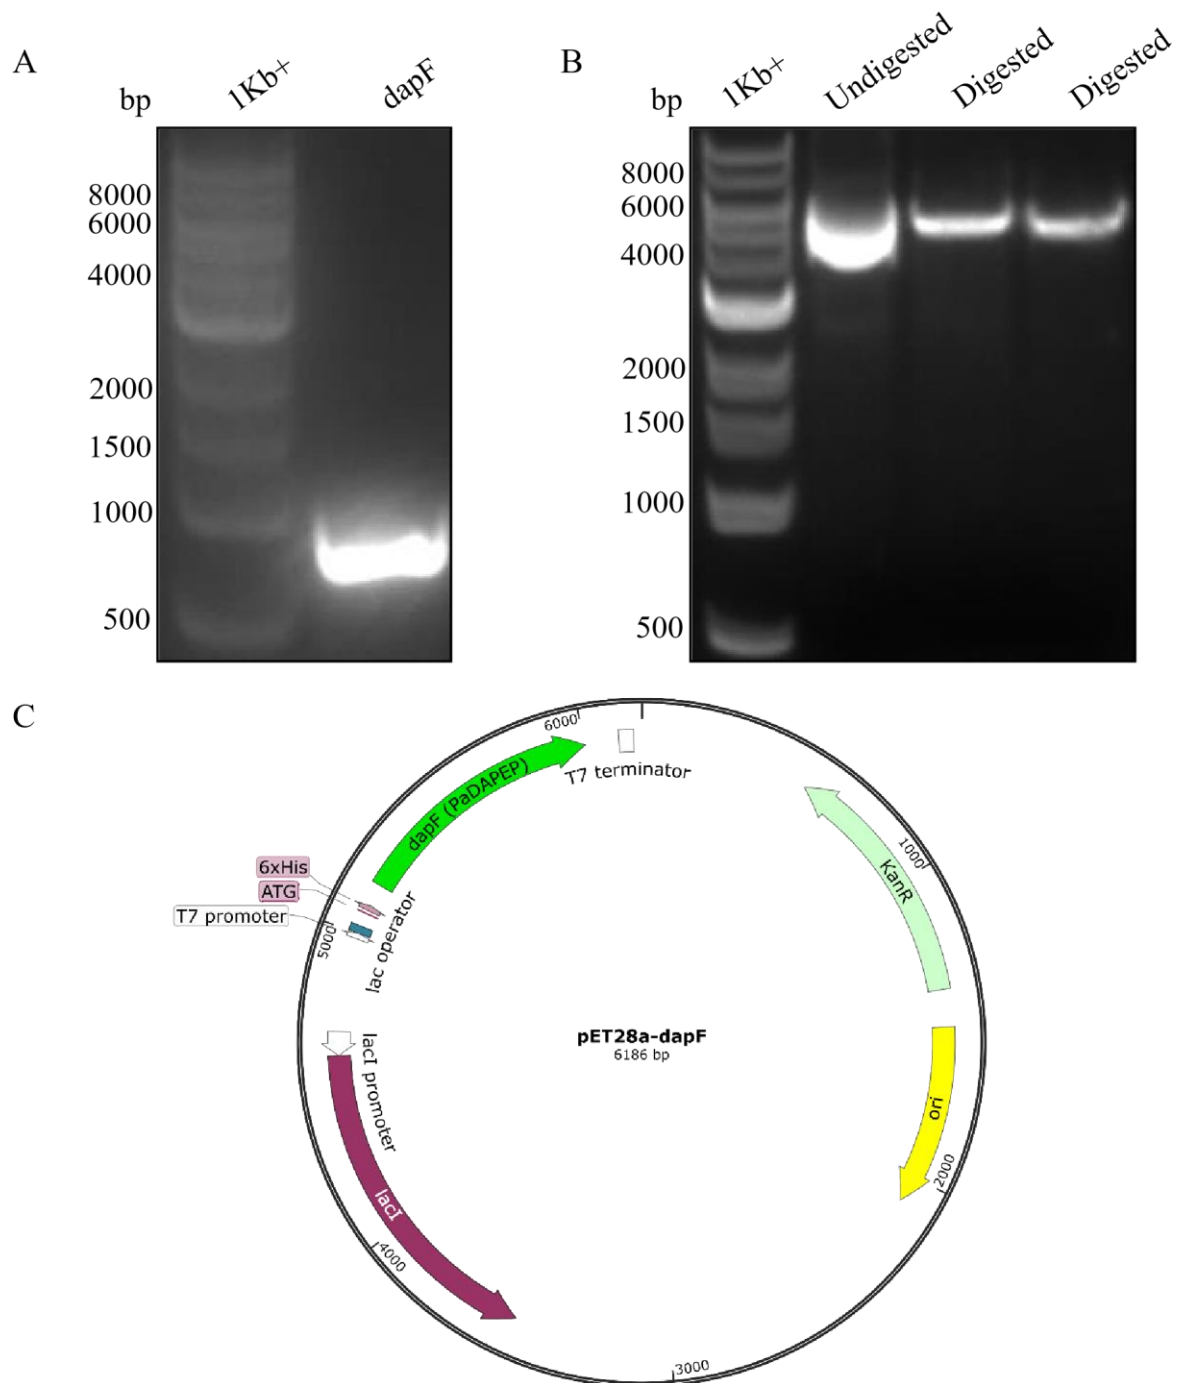 A
bp
1Kb+
dapF
8000
6000
4000
2000
1500
1000
500
B
bp
1Kb+
Undigested
Digested
Digested
8000
6000
4000
2000
1500
1000
500
C
6000
T7 terminator
dapF (PaDAPEP)
1000
KanR
6xHis
ATG
T7 promoter
5000
lac operator
pET28a-dapF
6186 bp
lacI promoter
ori
2000
lacI
4000
3000